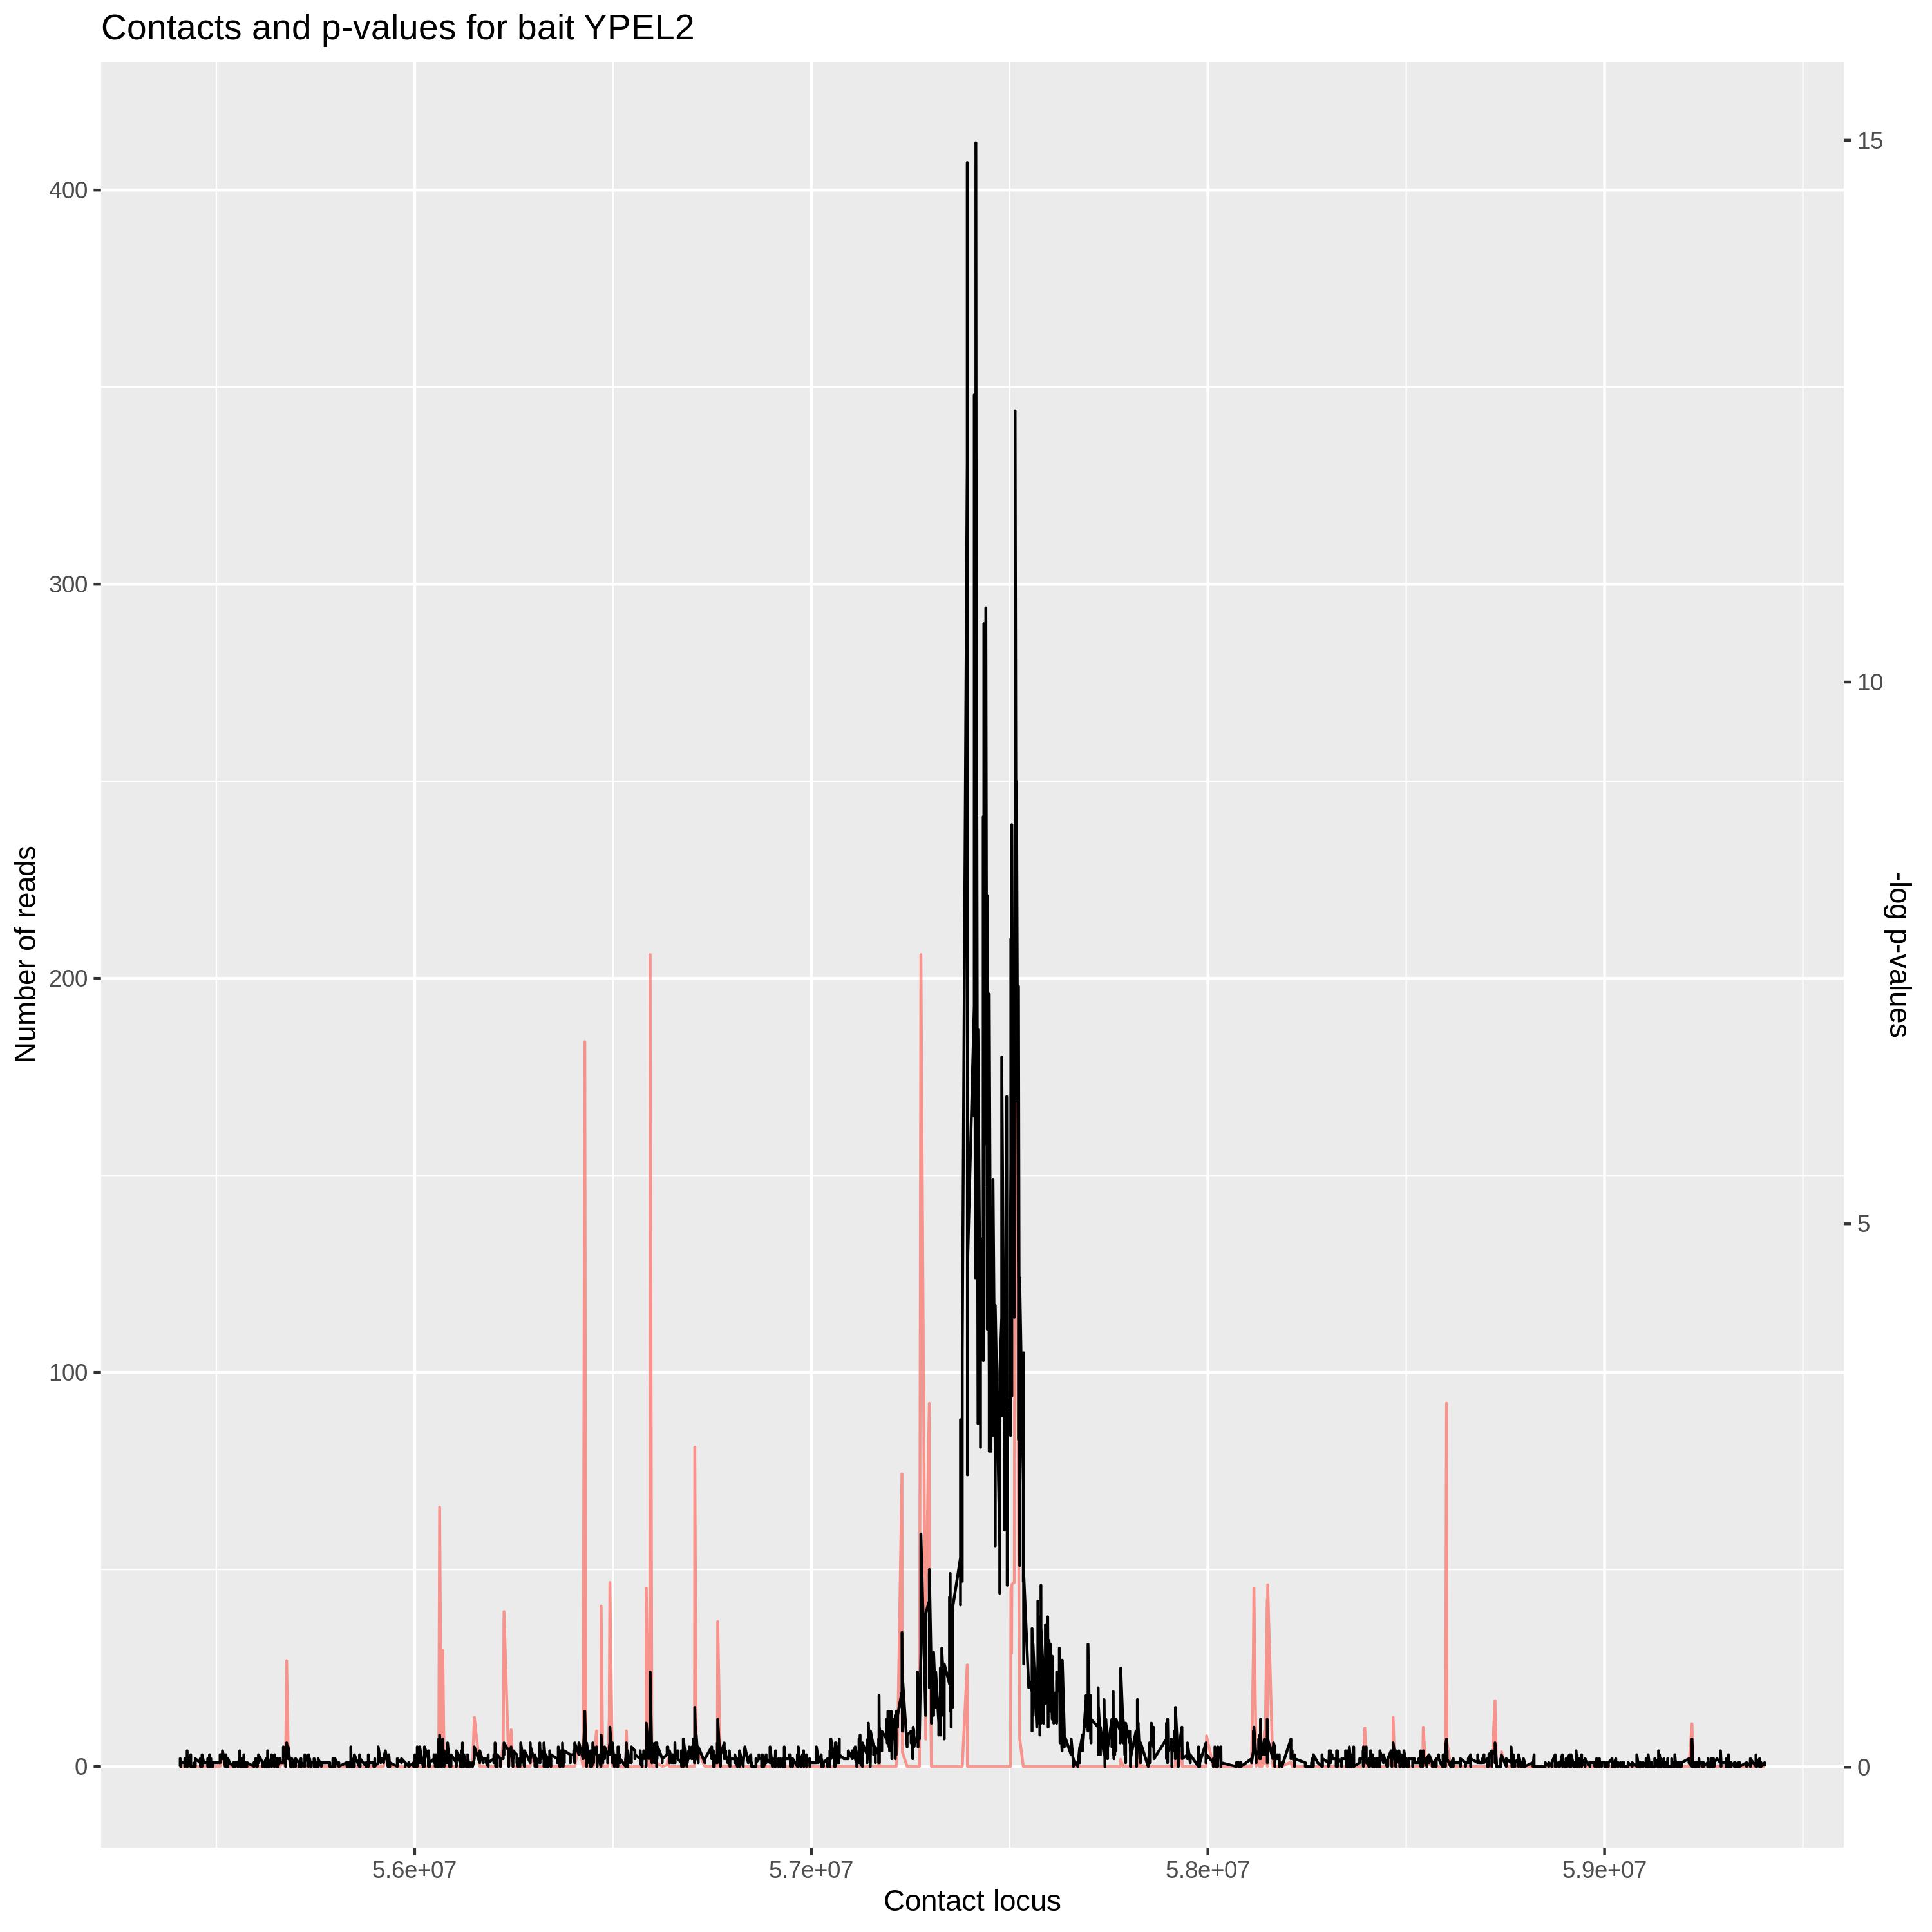 Contacts and p-values for bait YPEL2
Number of reads
400
300
200
100
0
15
10
5
0
-log p-values
5.6e+07
5.7e+07
5.8e+07
5.9e+07
Contact locus